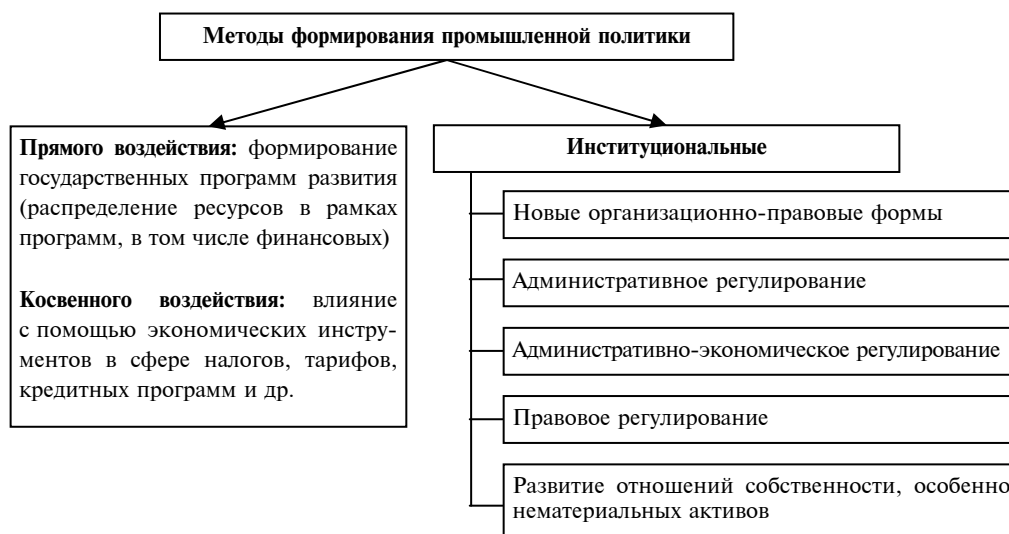 Методы формирования промышленной политики
Прямого воздействия: формирование
государственных программ развития
(распределение ресурсов в рамках
программ, в том числе финансовых)
Косвенного воздействия: влияние
с помощью экономических инстру-
ментов в сфере налогов, тарифов,
кредитных программ и др.
Институциональные
Новые организационно-правовые формы
Административное регулирование
Административно-экономическое регулирование
Правовое регулирование
Развитие отношений собственности, особенно
нематериальных активов